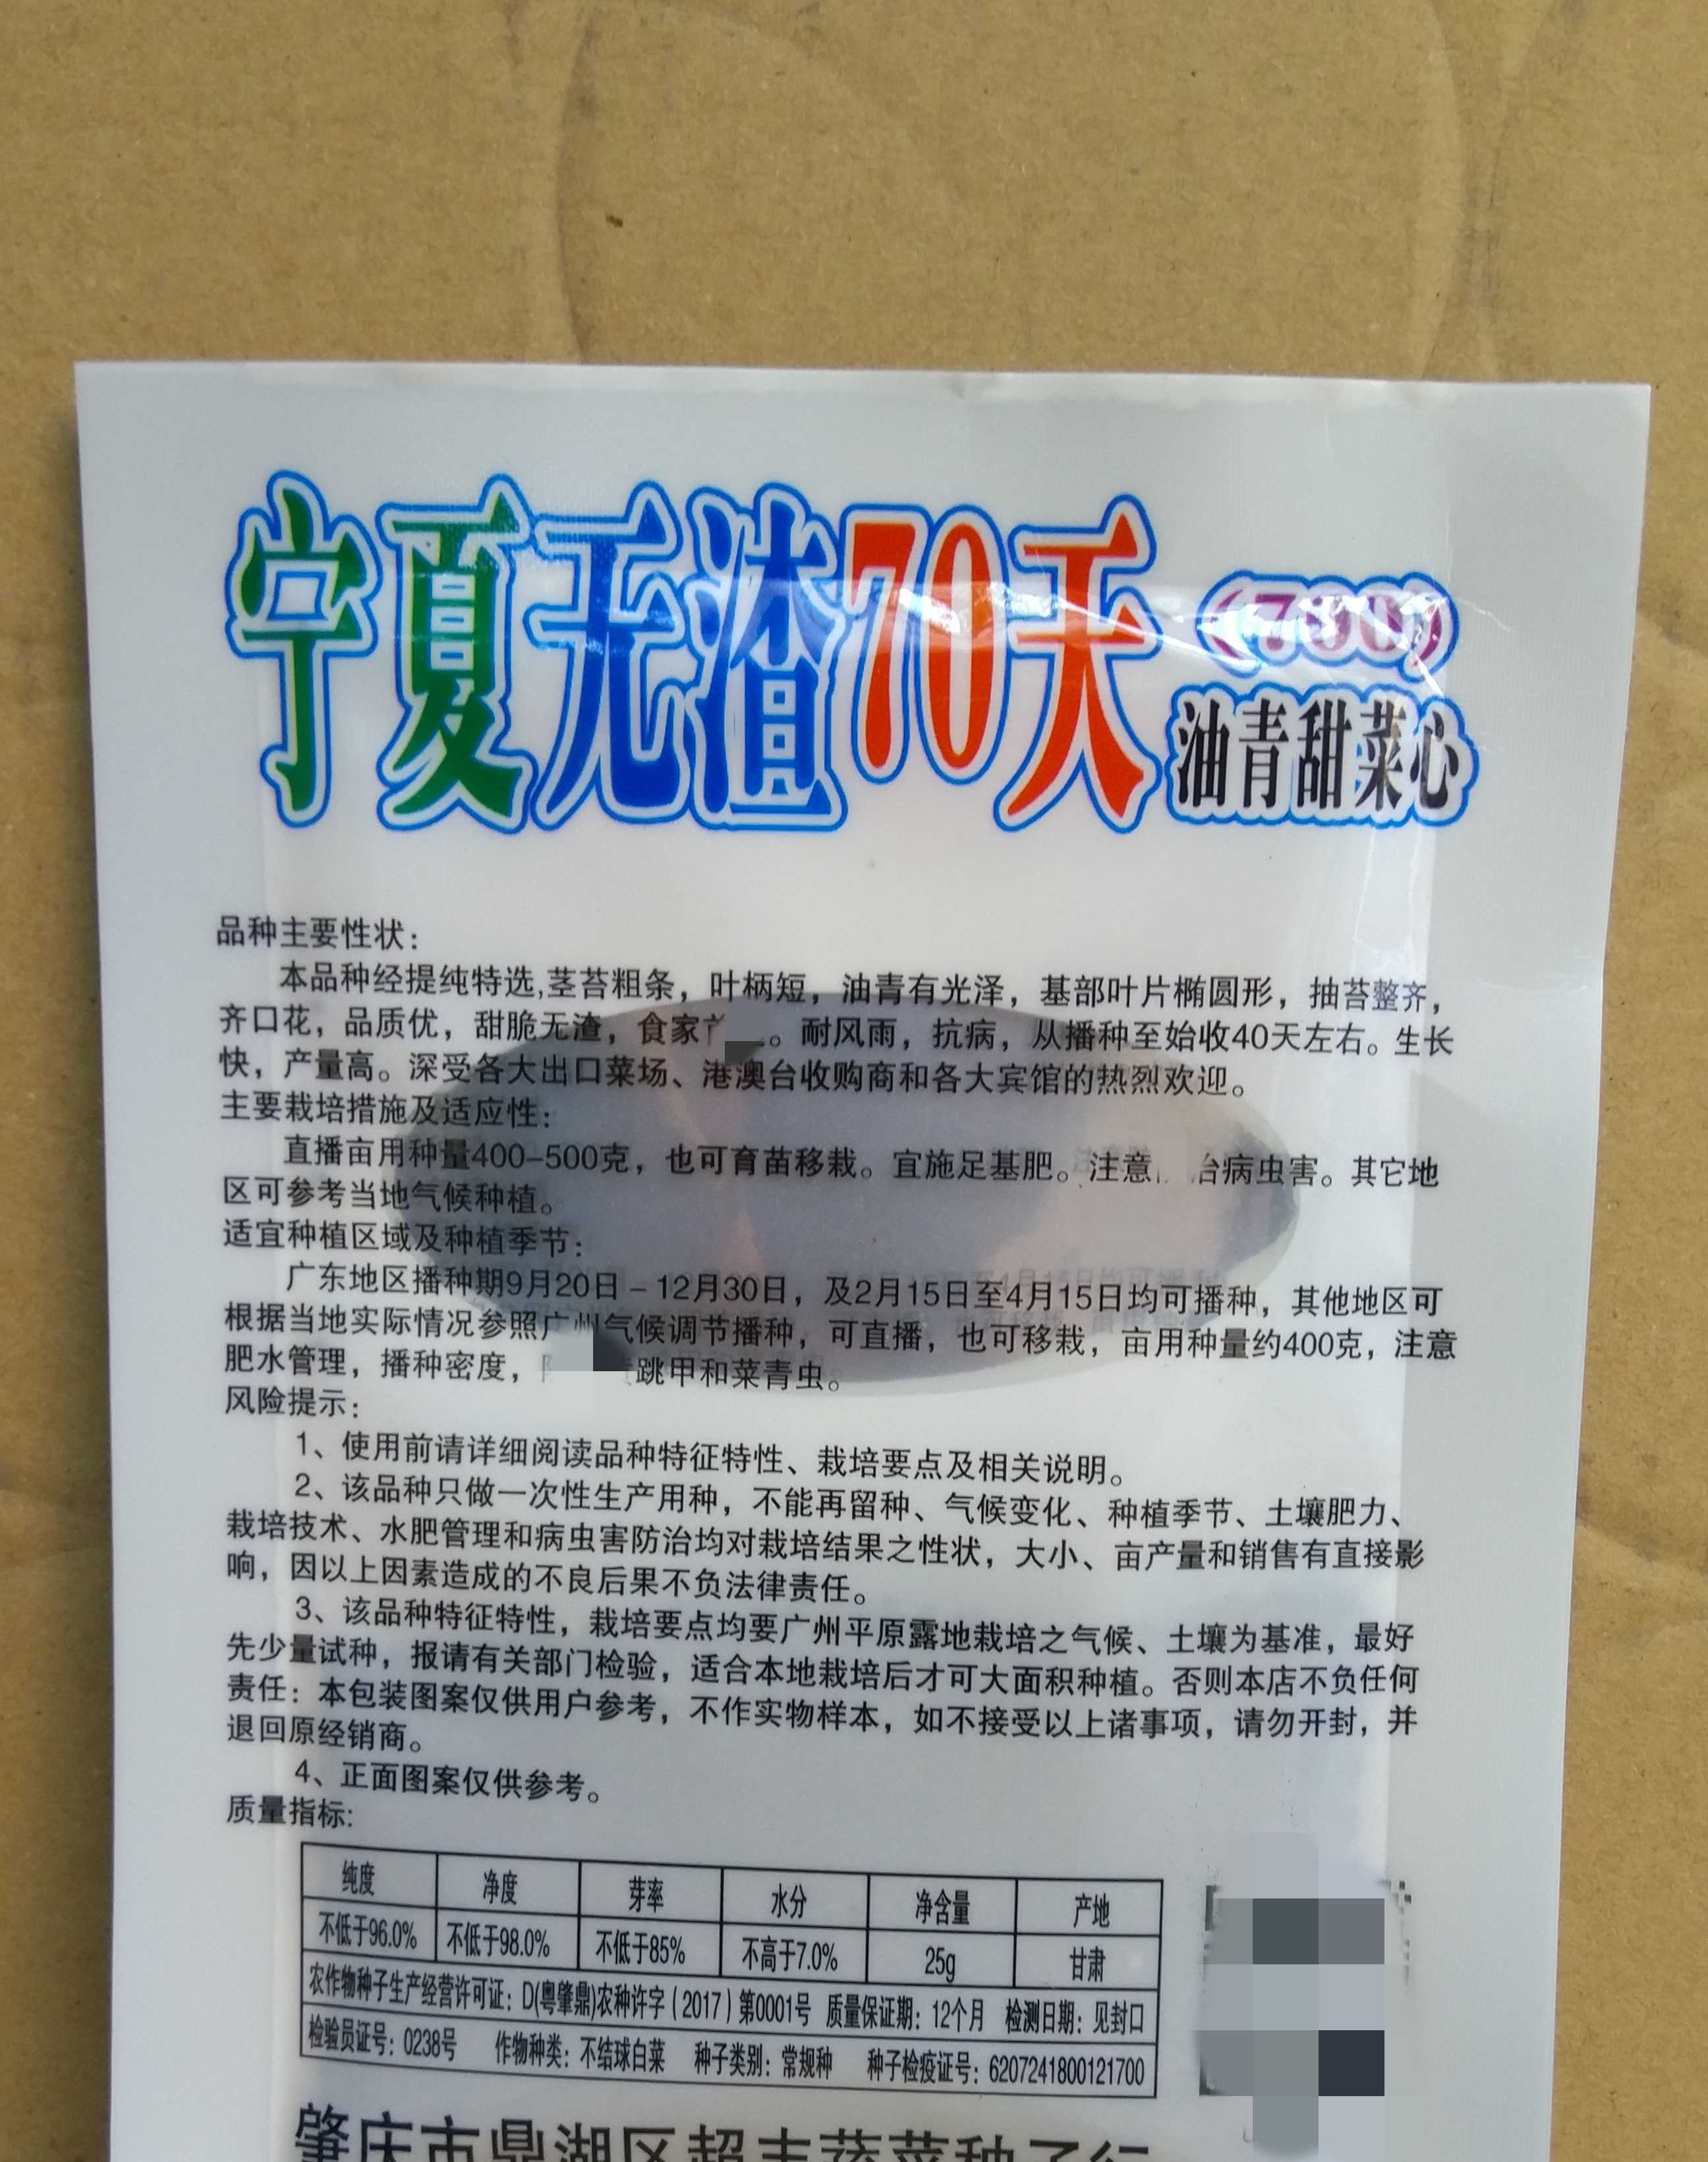 宁夏无渣70天
油青甜菜心
品种主要性状：
本品种经提纯特选,茎苔粗条，叶柄短，油青有光泽，基部叶片椭圆形，抽苔整齐，
齐口花，品质优，甜脆无渣，食家。耐风雨，抗病，从播种至始收40天左右。生长
快，产量高。深受各大出口菜场、港澳台收购商和各大宾馆的热烈欢迎。
主要栽培措施及适应性：
直播亩用种量400-500克，也可育苗移栽。宜施足基肥。注意治病虫害。其它地
区可参考当地气候种植。
适宜种植区域及种植季节：
广东地区播种期9月20日－12月30日，及2月15日至4月15日均可播种，其他地区可
根据当地实际情况参照广州气候调节播种，可直播，也可移栽，亩用种量约400克，注意
肥水管理，播种密度，跳甲和菜青虫。
风险提示：
1、使用前请详细阅读品种特征特性、栽培要点及相关说明。
2、该品种只做一次性生产用种，不能再留种、气候变化、种植季节、土壤肥力、
栽培技术、水肥管理和病虫害防治均对栽培结果之性状，大小、亩产量和销售有直接影
响，因以上因素造成的不良后果不负法律责任。
3、该品种特征特性，栽培要点均要广州平原露地栽培之气候、土壤为基准，最好
先少量试种，报请有关部门检验，适合本地栽培后才可大面积种植。否则本店不负任何
责任：本包装图案仅供用户参考，不作实物样本，如不接受以上诸事项，请勿开封，并
退回原经销商。
4、正面图案仅供参考。
质量指标:
纯度 净度 芽率 水分 净含量 产地
不低于96.0% 不低于98.0% 不低于85% 不高于7.0% 25g 甘肃
农作物种子生产经营许可证：D(粤肇鼎)农种许字（2017）第0001号 质量保证期：12个月 检测日期：见封口
检验员证号：0238号 作物种类：不结球白菜 种子类别：常规种 种子检疫证号：6207241800121700
肇庆市鼎湖区超丰蔬菜种子行